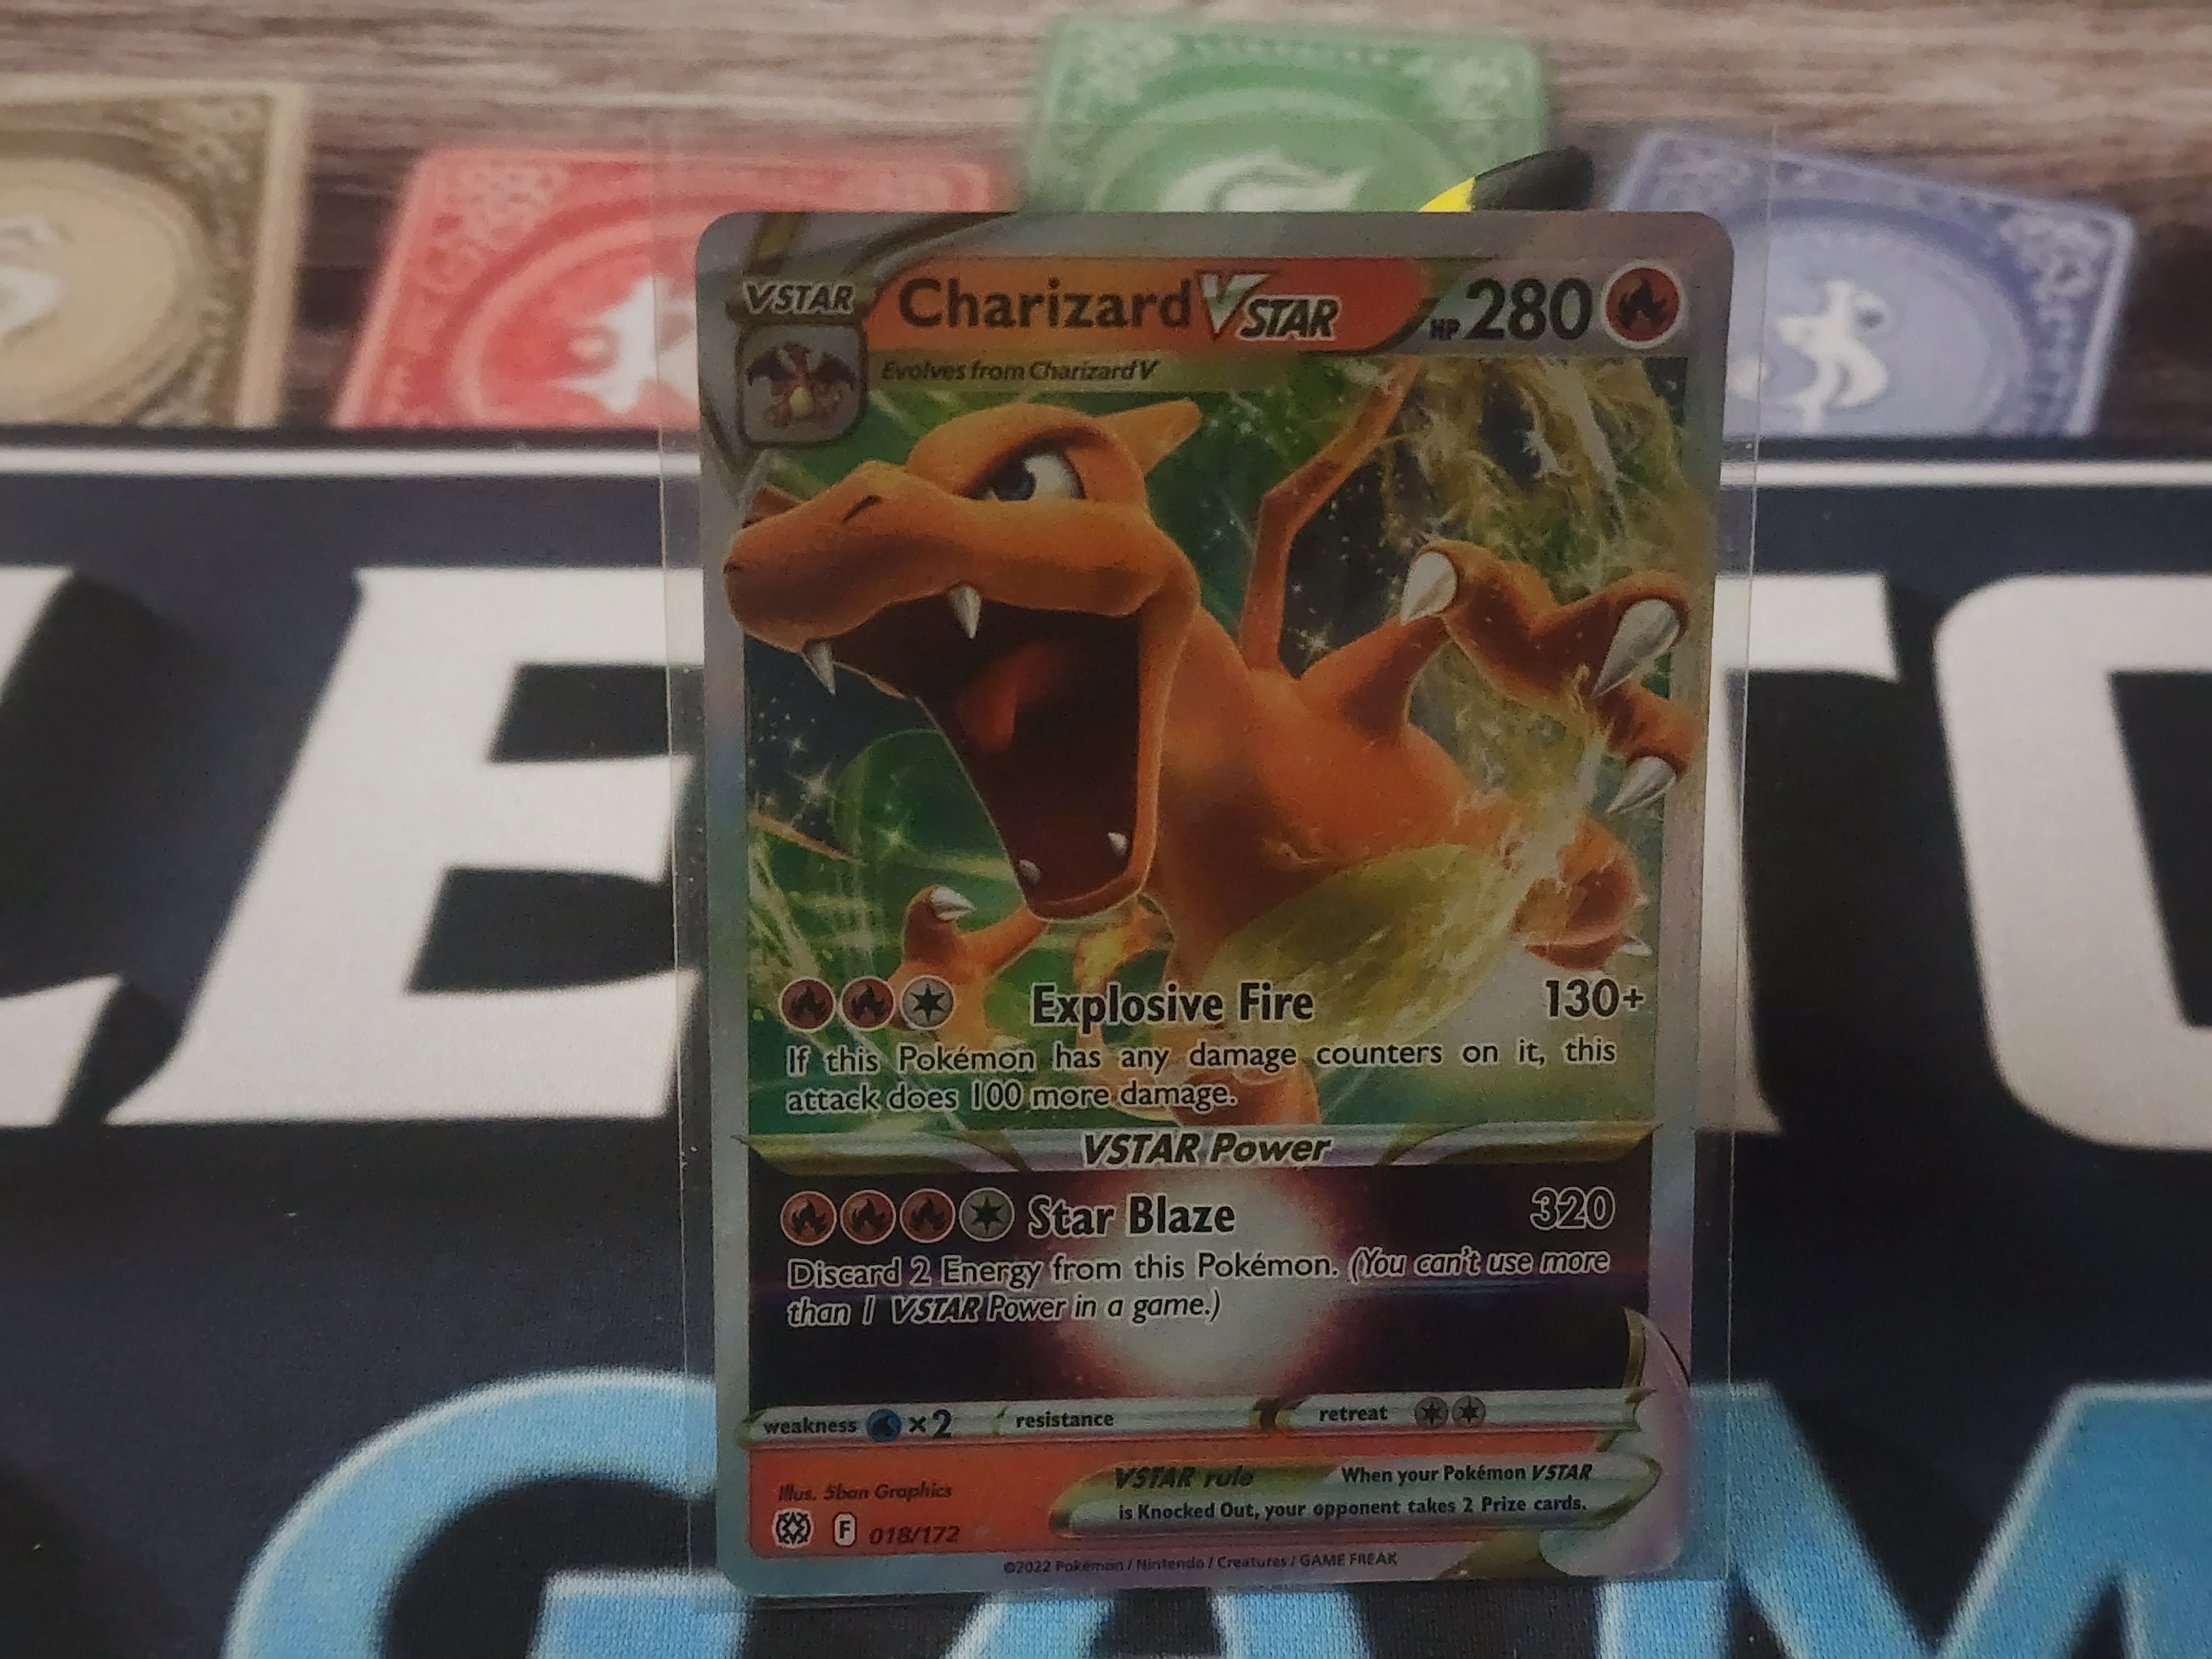 VSTAR
Charizard VSTAR
HP 280
Evolves from Charizard V
Explosive Fire 130+
If this Pokémon has any damage counters on it, this
attack does 100 more damage.
VSTAR Power
Star Blaze 320
Discard 2 Energy from this Pokémon. (You can't use more
than 1 VSTAR Power in a game.)
weakness ×2 resistance retreat
Illus. 5ban Graphics
VSTAR rule When your Pokémon VSTAR
is Knocked Out, your opponent takes 2 Prize cards.
F 018/172
©2022 Pokémon / Nintendo / Creatures / GAME FREAK